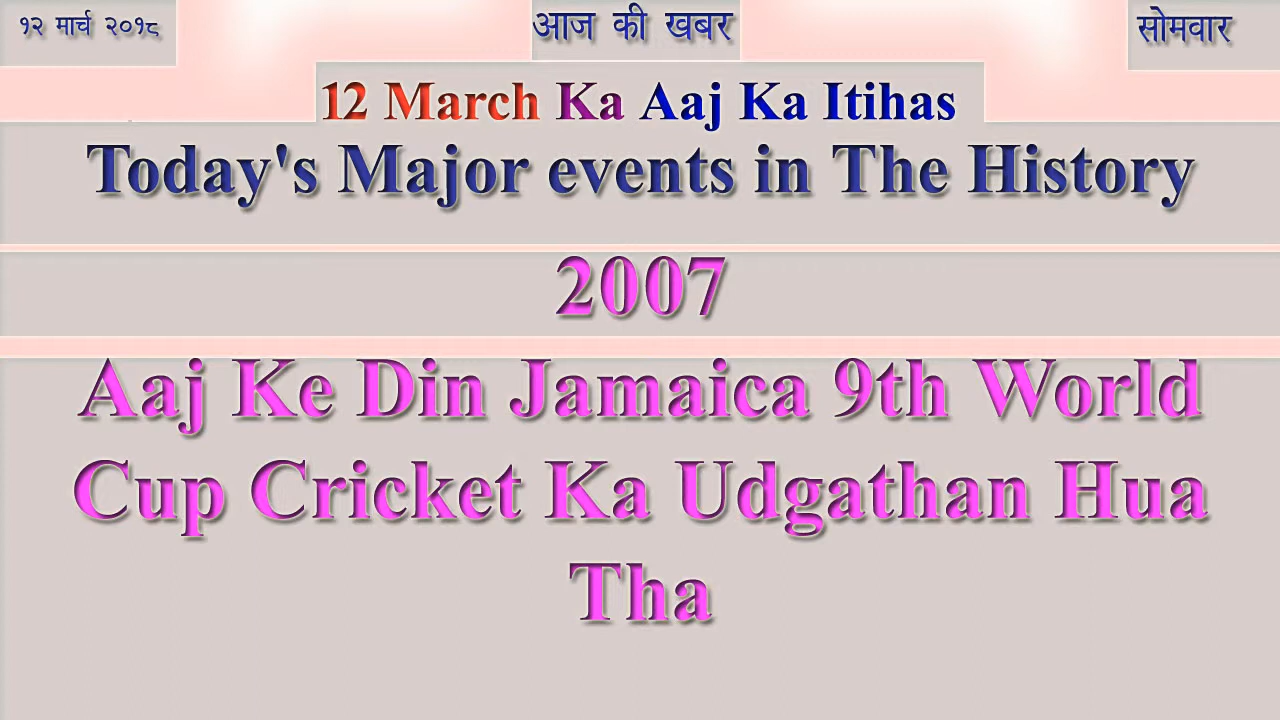 १२ मार्च २०१८
आज की खबर
सोमवार
12 March Ka Aaj Ka Itihas
Today's Major events in The History
2007
Aaj Ke Din Jamaica 9th World
Cup Cricket Ka Udgathan Hua
Tha